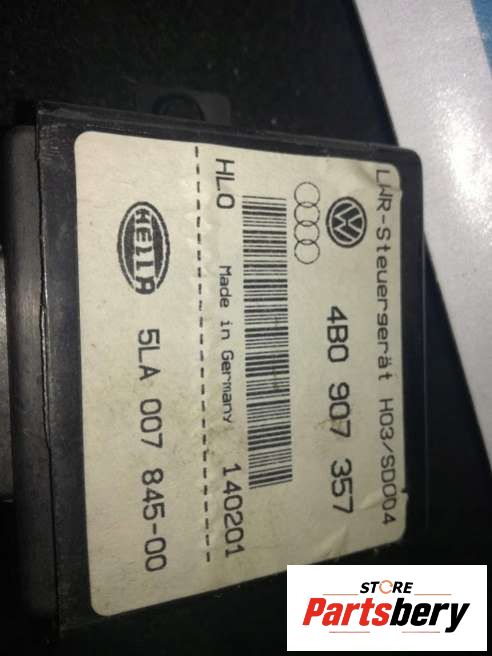 LWR-Steuergerät H03/SD004
4B0 907 357
HLO Made in Germany 140201
HELLA
5LA 007 845-00
STORE
Partsbery